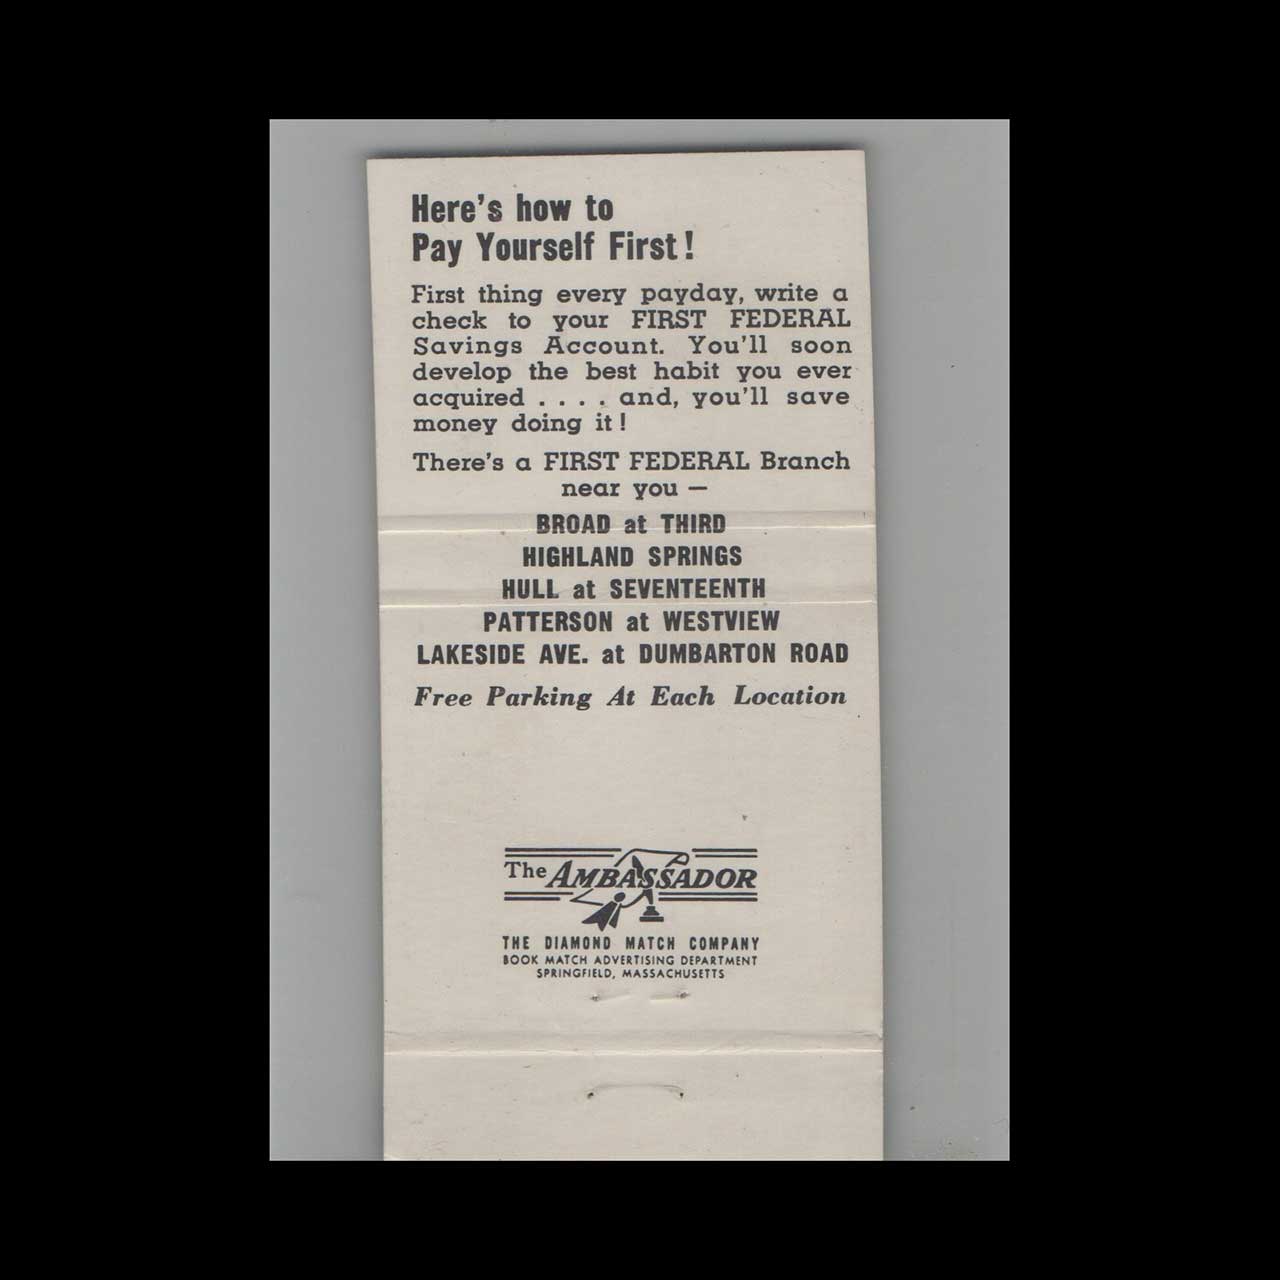 Here's how to
Pay Yourself First!
First thing every payday, write a
check to your FIRST FEDERAL
Savings Account. You'll soon
develop the best habit you ever
acquired . . . . and, you'll save
money doing it!
There's a FIRST FEDERAL Branch
near you —
BROAD at THIRD
HIGHLAND SPRINGS
HULL at SEVENTEENTH
PATTERSON at WESTVIEW
LAKESIDE AVE. at DUMBARTON ROAD
Free Parking At Each Location
The AMBASSADOR
THE DIAMOND MATCH COMPANY
BOOK MATCH ADVERTISING DEPARTMENT
SPRINGFIELD, MASSACHUSETTS